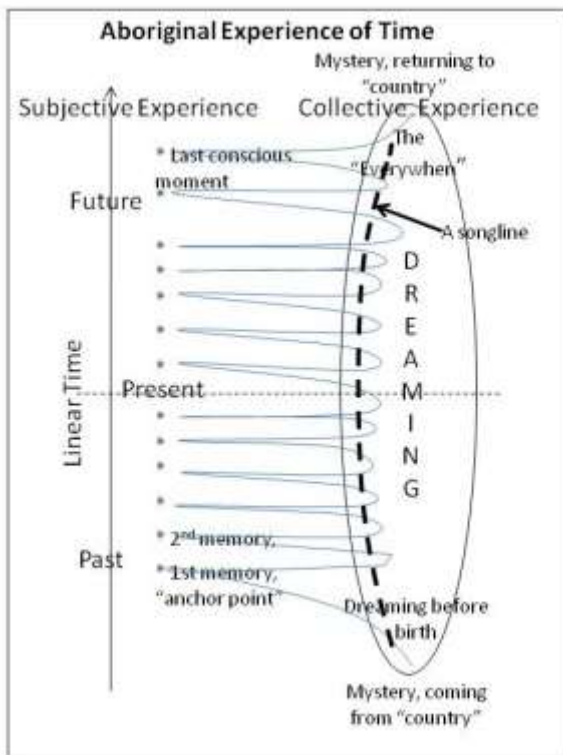 Aboriginal Experience of Time
Mystery, returning to
"country"
Subjective Experience
Collective Experience
The
"Everywhen"
Last conscious
moment
Future
A songline
DREAMING
Linear Time
Present
2nd memory,
Past
1st memory,
"anchor point"
Dreaming before
birth
Mystery, coming
from "country"